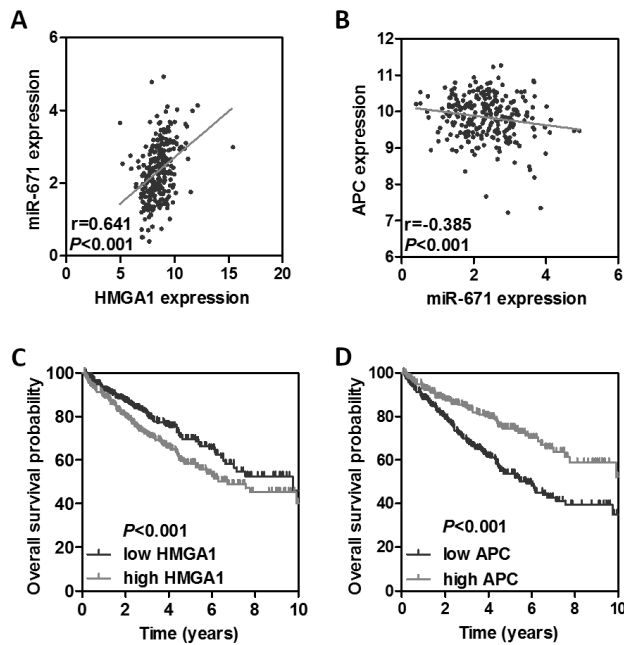 A
6
4
2
0
miR-671 expression
r=0.641
P<0.001
0 5 10 15 20
HMGA1 expression
B
12
11
10
9
8
7
6
APC expression
r=-0.385
P<0.001
0 2 4 6
miR-671 expression
C
100
80
60
40
20
0
Overall survival probability
P<0.001
low HMGA1
high HMGA1
0 2 4 6 8 10
Time (years)
D
100
80
60
40
20
0
Overall survival probability
P<0.001
low APC
high APC
0 2 4 6 8 10
Time (years)